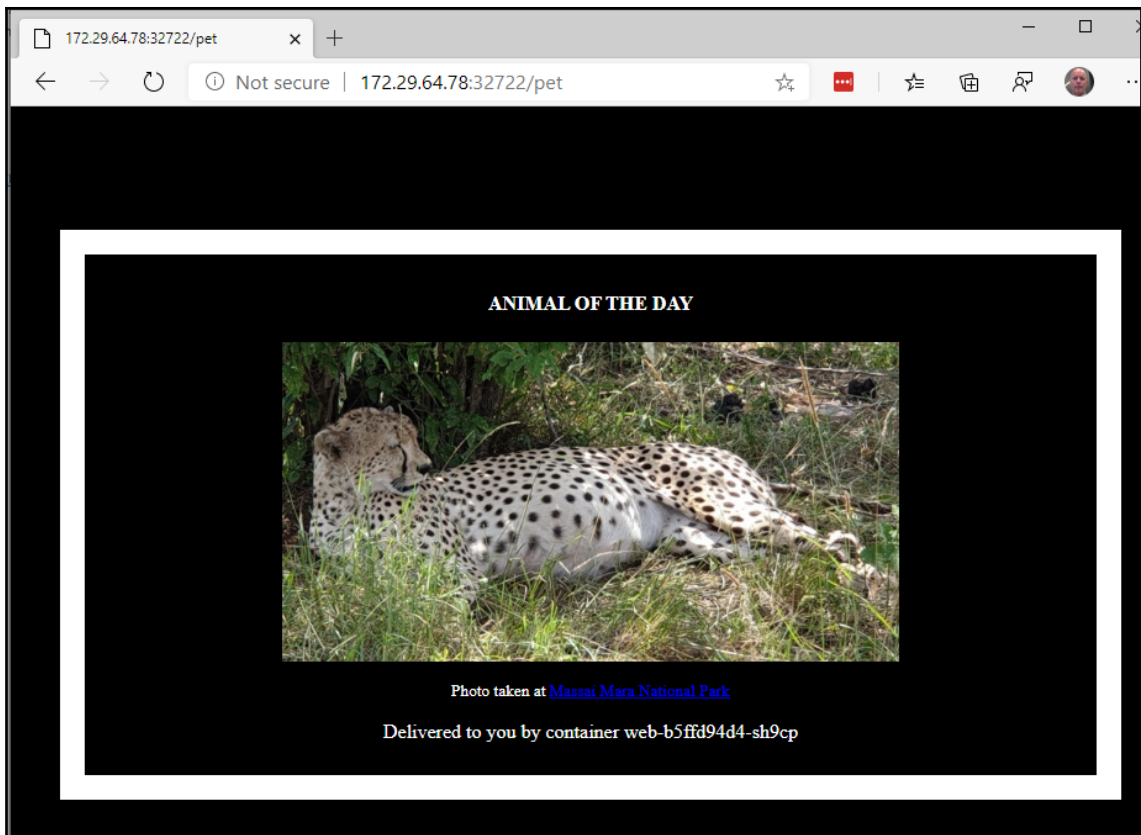 172.29.64.78:32722/pet
Not secure | 172.29.64.78:32722/pet
ANIMAL OF THE DAY
Photo taken at Massai Mara National Park
Delivered to you by container web-b5ffd94d4-sh9cp